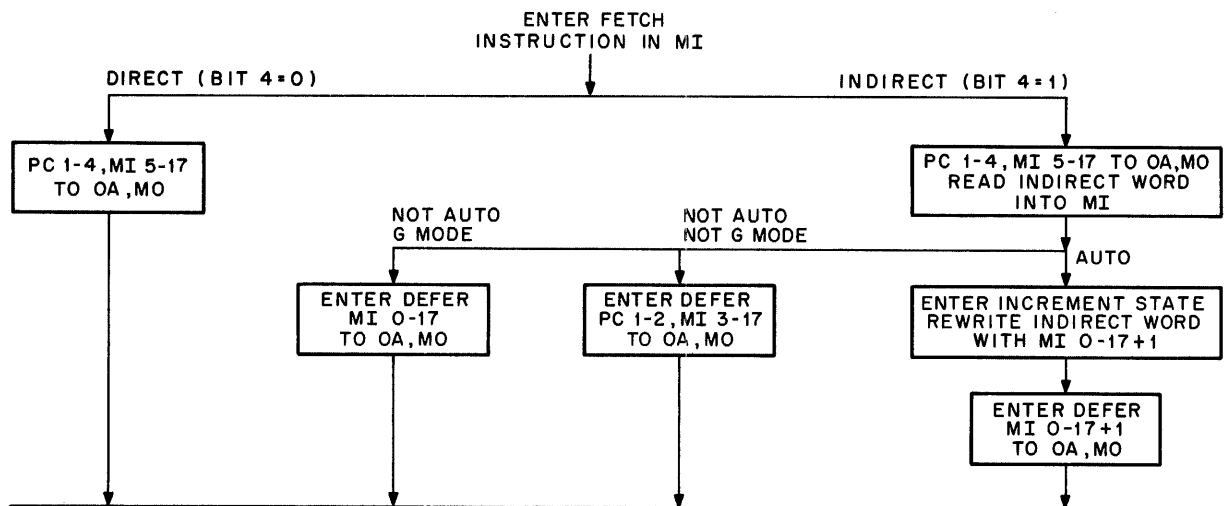 ENTER FETCH
INSTRUCTION IN MI
DIRECT (BIT 4=0)
INDIRECT (BIT 4=1)
PC 1-4, MI 5-17
TO OA, MO
PC 1-4, MI 5-17 TO OA, MO
READ INDIRECT WORD
INTO MI
NOT AUTO
G MODE
NOT AUTO
NOT G MODE
AUTO
ENTER DEFER
MI 0-17
TO OA, MO
ENTER DEFER
PC 1-2, MI 3-17
TO OA, MO
ENTER INCREMENT STATE
REWRITE INDIRECT WORD
WITH MI 0-17+1
ENTER DEFER
MI 0-17+1
TO OA, MO